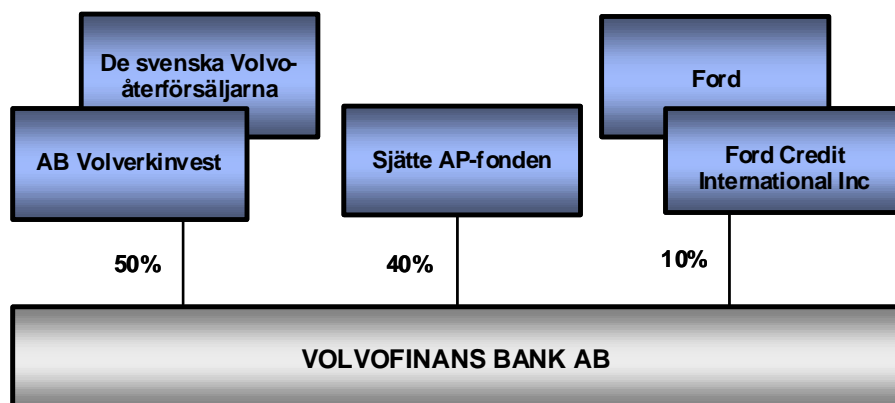 De svenska Volvo-
återförsäljarna
AB Volverkinvest
Sjätte AP-fonden
Ford
Ford Credit
International Inc
50%
40%
10%
VOLVOFINANS BANK AB